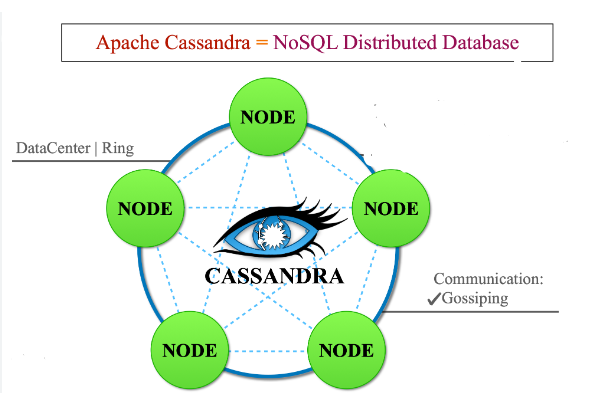 Apache Cassandra = NoSQL Distributed Database
NODE
DataCenter | Ring
NODE
NODE
CASSANDRA
Communication:
✓Gossiping
NODE
NODE